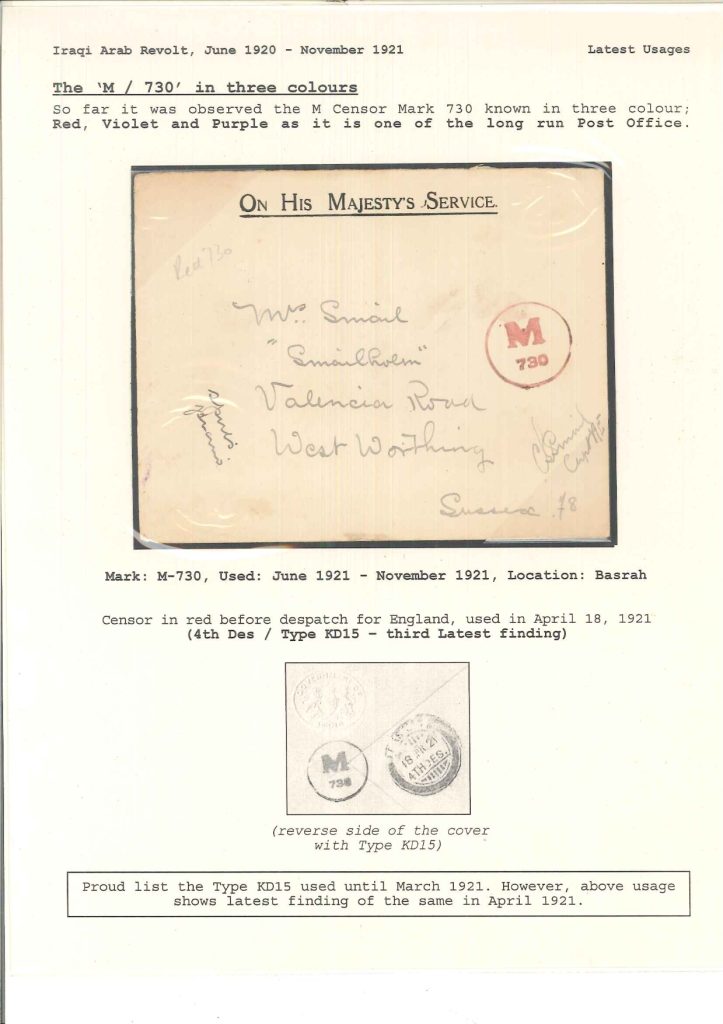 Iraqi Arab Revolt, June 1920 - November 1921 Latest Usages
The 'M / 730' in three colours
So far it was observed the M Censor Mark 730 known in three colour;
Red, Violet and Purple as it is one of the long run Post Office.
ON HIS MAJESTY'S SERVICE.
Red 730
Mrs. Smail
"Smailholm"
M
730
Valencia Road
West Worthing
Sussex .78
Mark: M-730, Used: June 1921 - November 1921, Location: Basrah
Censor in red before despatch for England, used in April 18, 1921
(4th Des / Type KD15 - third Latest finding)
M
730
18 APR 21
4TH DES.
(reverse side of the cover
with Type KD15)
Proud list the Type KD15 used until March 1921. However, above usage
shows latest finding of the same in April 1921.